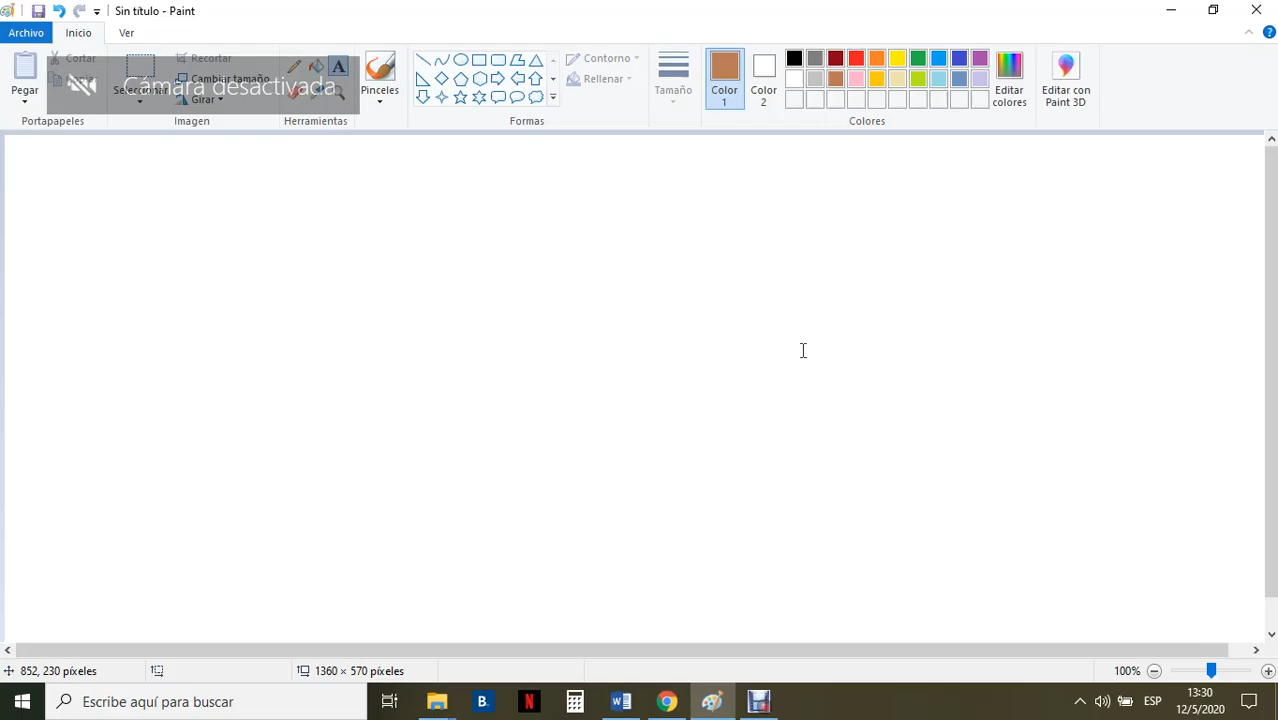 Sin título - Paint
Archivo
Inicio
Ver
Pegar
Cortar
Cámara desactivada
Recortar
Cambiar tamaño
Girar
A
Pinceles
Contorno
Rellenar
Tamaño
Color
1
Color
2
Editar
colores
Editar con
Paint 3D
Portapapeles
Imagen
Herramientas
Formas
Colores
852, 230 píxeles
1360 × 570 píxeles
100%
Escribe aquí para buscar
B.
N
ESP
13:30
12/5/2020